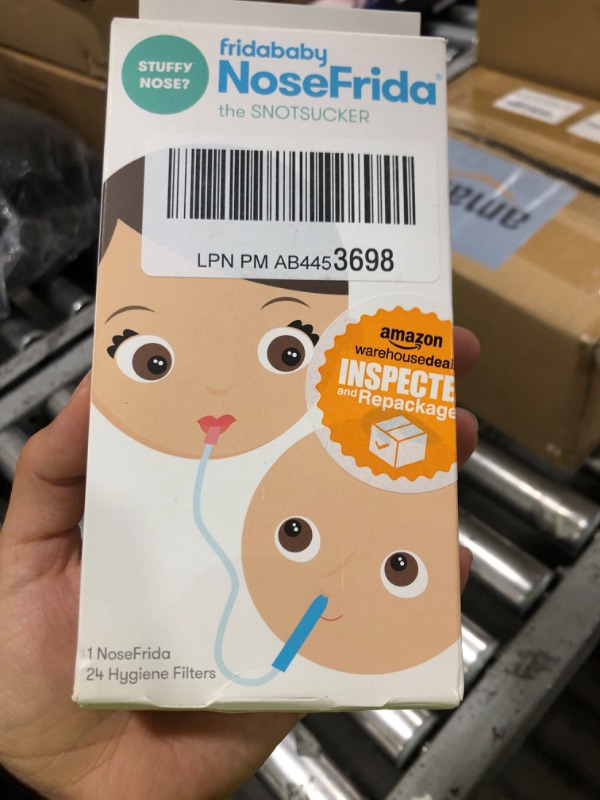 STUFFY
NOSE?
fridababy
NoseFrida®
the SNOTSUCKER
LPN PM AB4453698
amazon
warehousedeal
INSPECTE
and Repackage
1 NoseFrida
24 Hygiene Filters
amaz